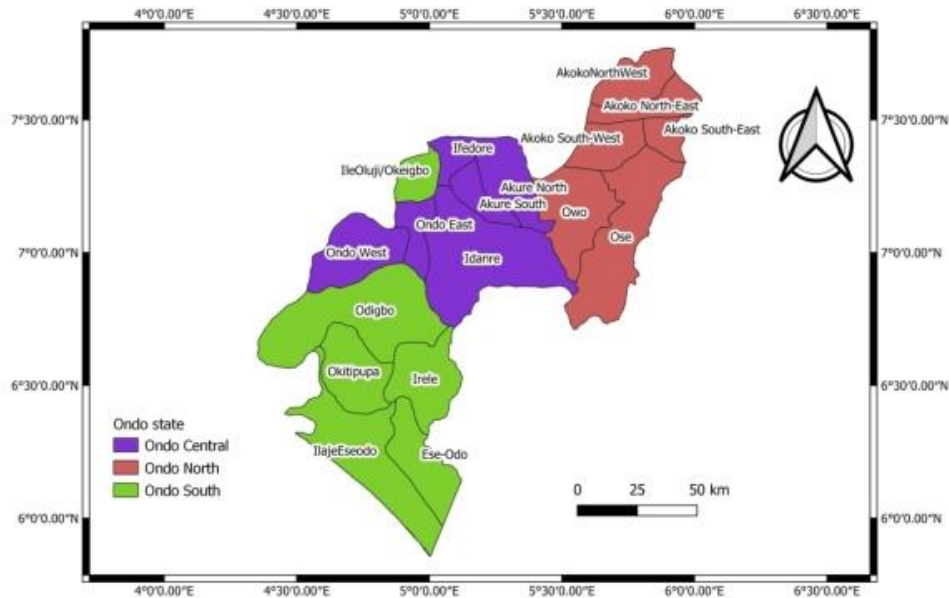 4°0'0.00"E 4°30'0.00"E 5°0'0.00"E 5°30'0.00"E 6°0'0.00"E 6°30'0.00"E
AkokoNorthWest
Akoko North-East
7°30'0.00"N 7°30'0.00"N
Akoko South-East
Akoko South-West
Ifedore
IleOluji/Okeigbo
Akure North
Akure South
Owo
Ondo East
Ose
Ondo West
7°0'0.00"N 7°0'0.00"N
Idanre
Odigbo
Okitipupa
Irele
6°30'0.00"N 6°30'0.00"N
Ondo state
Ondo Central
Ondo North
Ondo South
IlajeEseodo
Ese-Odo
0 25 50 km
6°0'0.00"N 6°0'0.00"N
4°0'0.00"E 4°30'0.00"E 5°0'0.00"E 5°30'0.00"E 6°0'0.00"E 6°30'0.00"E